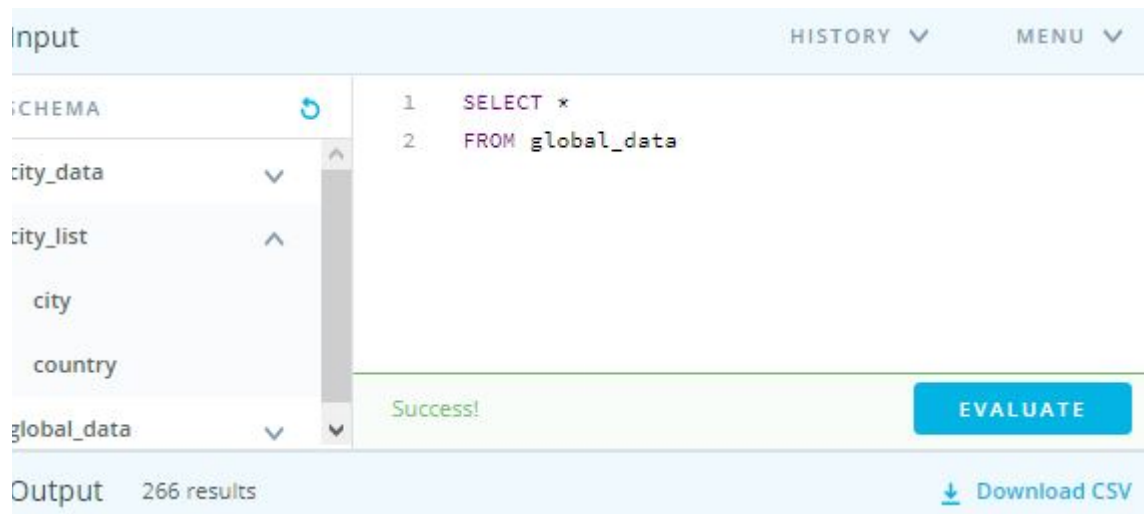 Input HISTORY MENU
SCHEMA
1 SELECT *
2 FROM global_data
city_data
city_list
city
country
global_data
Success! EVALUATE
Output 266 results Download CSV